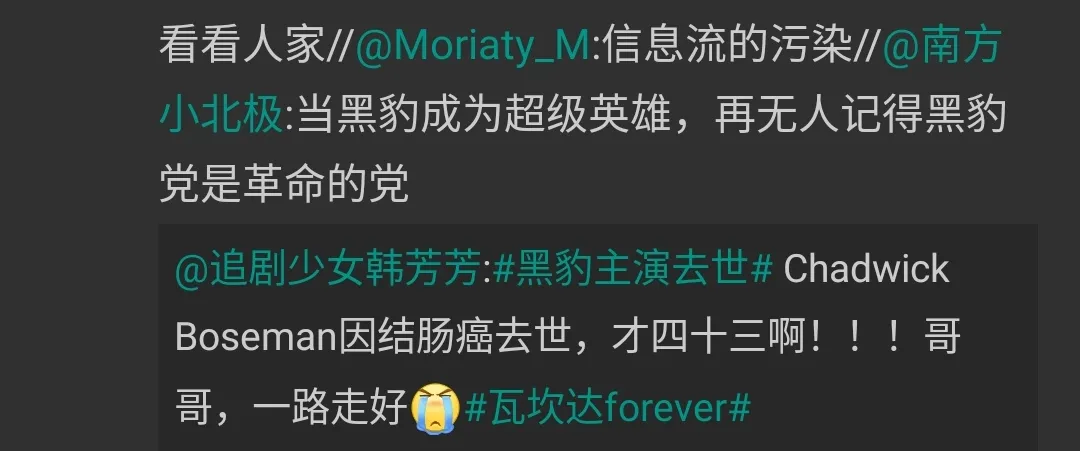 看看人家//@Moriaty_M:信息流的污染//@南方
小北极:当黑豹成为超级英雄，再无人记得黑豹
党是革命的党
@追剧少女韩芳芳:#黑豹主演去世# Chadwick
Boseman因结肠癌去世，才四十三啊！！！哥
哥，一路走好😭#瓦坎达forever#